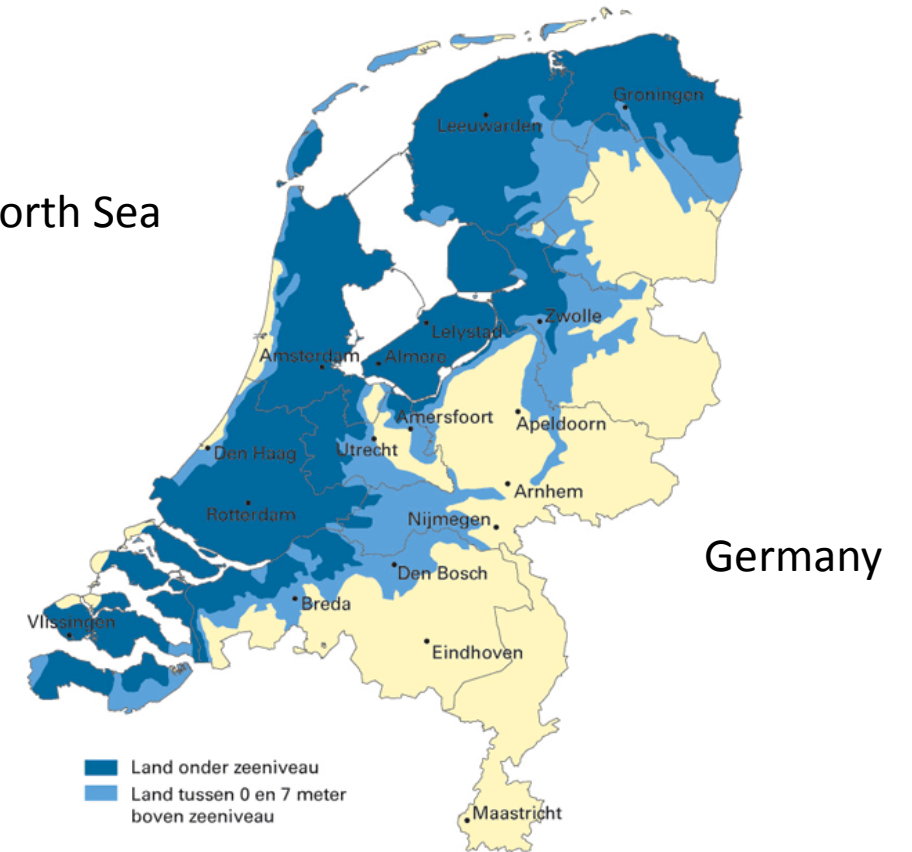 Groningen
Leeuwarden
orth Sea
Zwolle
Lelystad
Amsterdam
Almere
Amersfoort
Apeldoorn
Utrecht
Den Haag
Arnhem
Rotterdam
Nijmegen
Germany
Den Bosch
Breda
Vlissingen
Eindhoven
Land onder zeeniveau
Land tussen 0 en 7 meter
boven zeeniveau
Maastricht